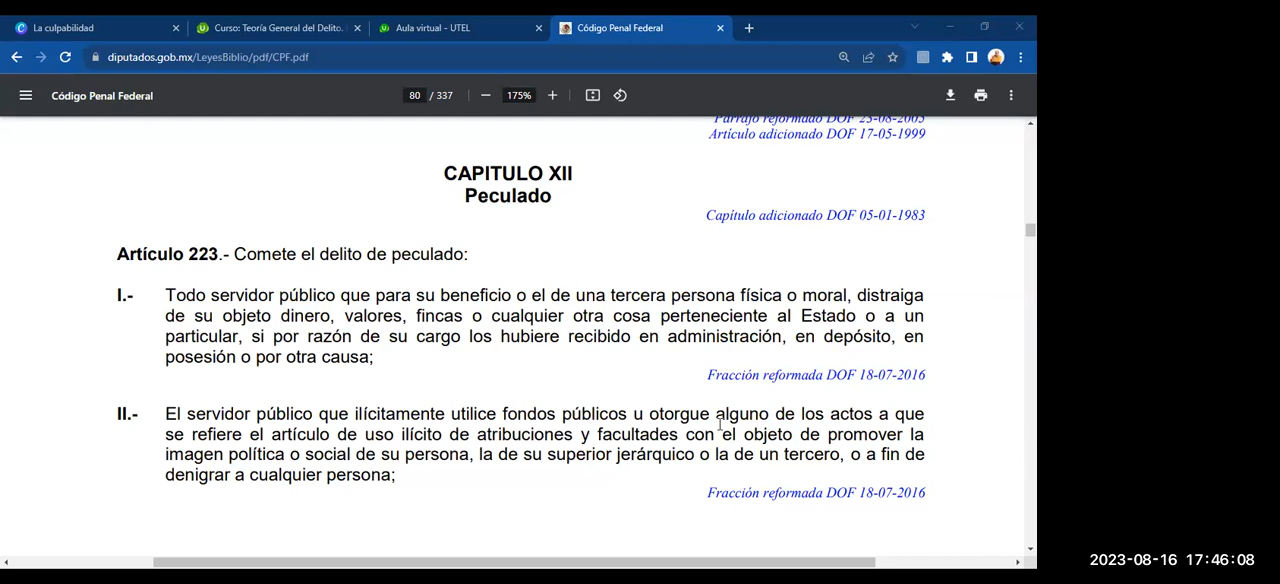 La culpabilidad
Curso: Teoría General del Delito.
Aula virtual - UTEL
Código Penal Federal
diputados.gob.mx/LeyesBiblio/pdf/CPF.pdf
Código Penal Federal
80 / 337
175%
Párrafo reformado DOF 23-08-2005
Artículo adicionado DOF 17-05-1999
CAPITULO XII
Peculado
Capítulo adicionado DOF 05-01-1983
Artículo 223.- Comete el delito de peculado:
I.- Todo servidor público que para su beneficio o el de una tercera persona física o moral, distraiga
de su objeto dinero, valores, fincas o cualquier otra cosa perteneciente al Estado o a un
particular, si por razón de su cargo los hubiere recibido en administración, en depósito, en
posesión o por otra causa;
Fracción reformada DOF 18-07-2016
II.- El servidor público que ilícitamente utilice fondos públicos u otorgue alguno de los actos a que
se refiere el artículo de uso ilícito de atribuciones y facultades con el objeto de promover la
imagen política o social de su persona, la de su superior jerárquico o la de un tercero, o a fin de
denigrar a cualquier persona;
Fracción reformada DOF 18-07-2016
2023-08-16 17:46:08